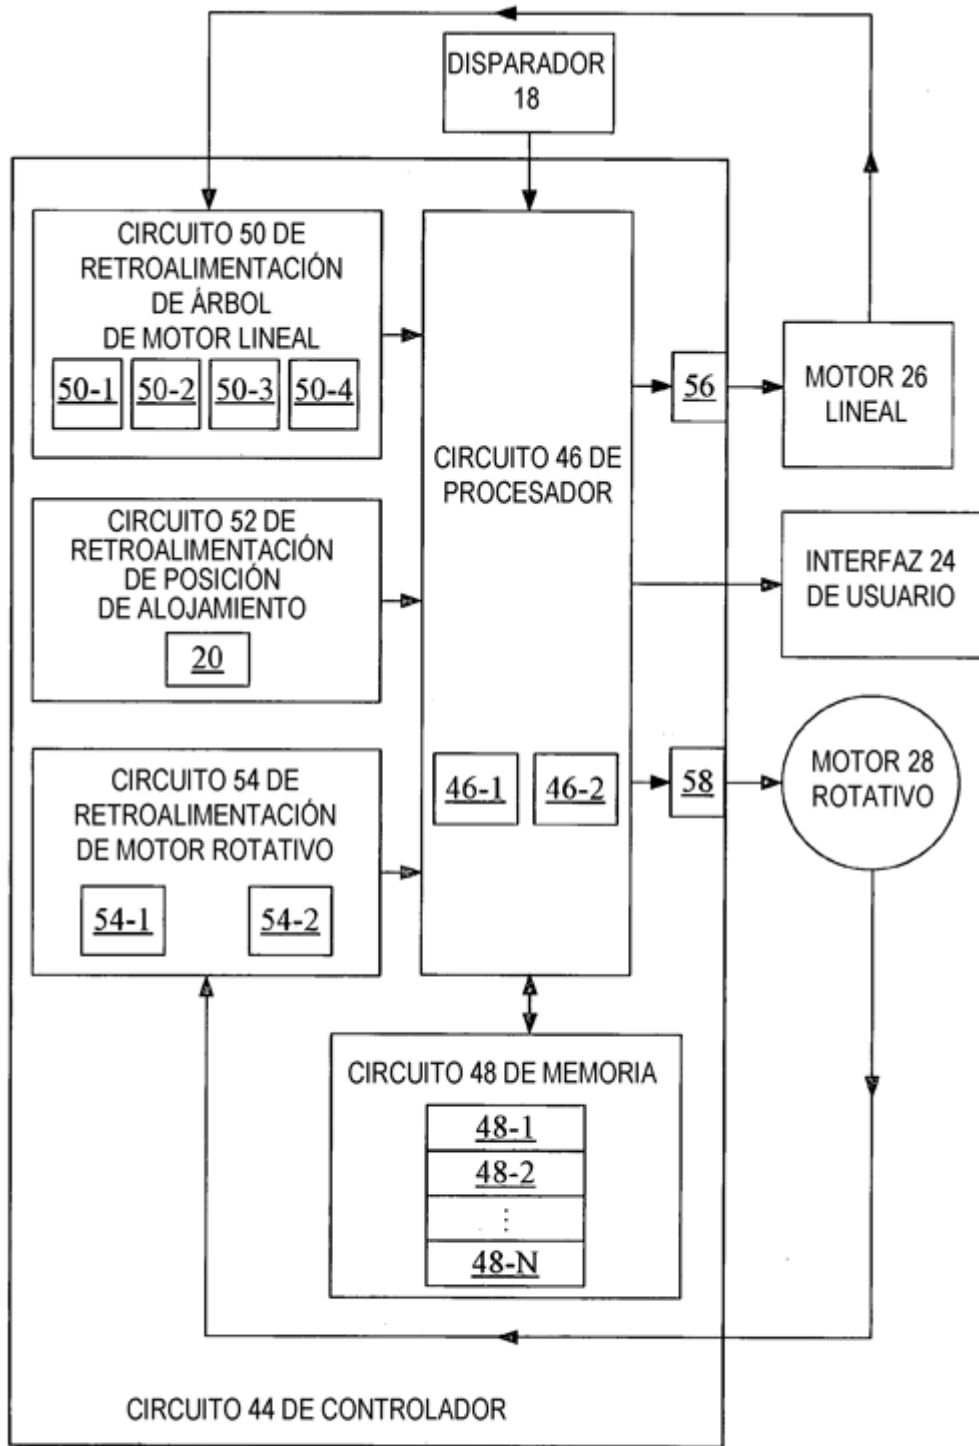 DISPARADOR
18
CIRCUITO 50 DE
RETROALIMENTACIÓN
DE ÁRBOL
DE MOTOR LINEAL
50-1 50-2 50-3 50-4
CIRCUITO 46 DE
PROCESADOR
56
MOTOR 26
LINEAL
CIRCUITO 52 DE
RETROALIMENTACIÓN
DE POSICIÓN
DE ALOJAMIENTO
20
INTERFAZ 24
DE USUARIO
CIRCUITO 54 DE
RETROALIMENTACIÓN
DE MOTOR ROTATIVO
54-1 54-2
46-1 46-2
58
MOTOR 28
ROTATIVO
CIRCUITO 48 DE MEMORIA
48-1
48-2
⋮
48-N
CIRCUITO 44 DE CONTROLADOR